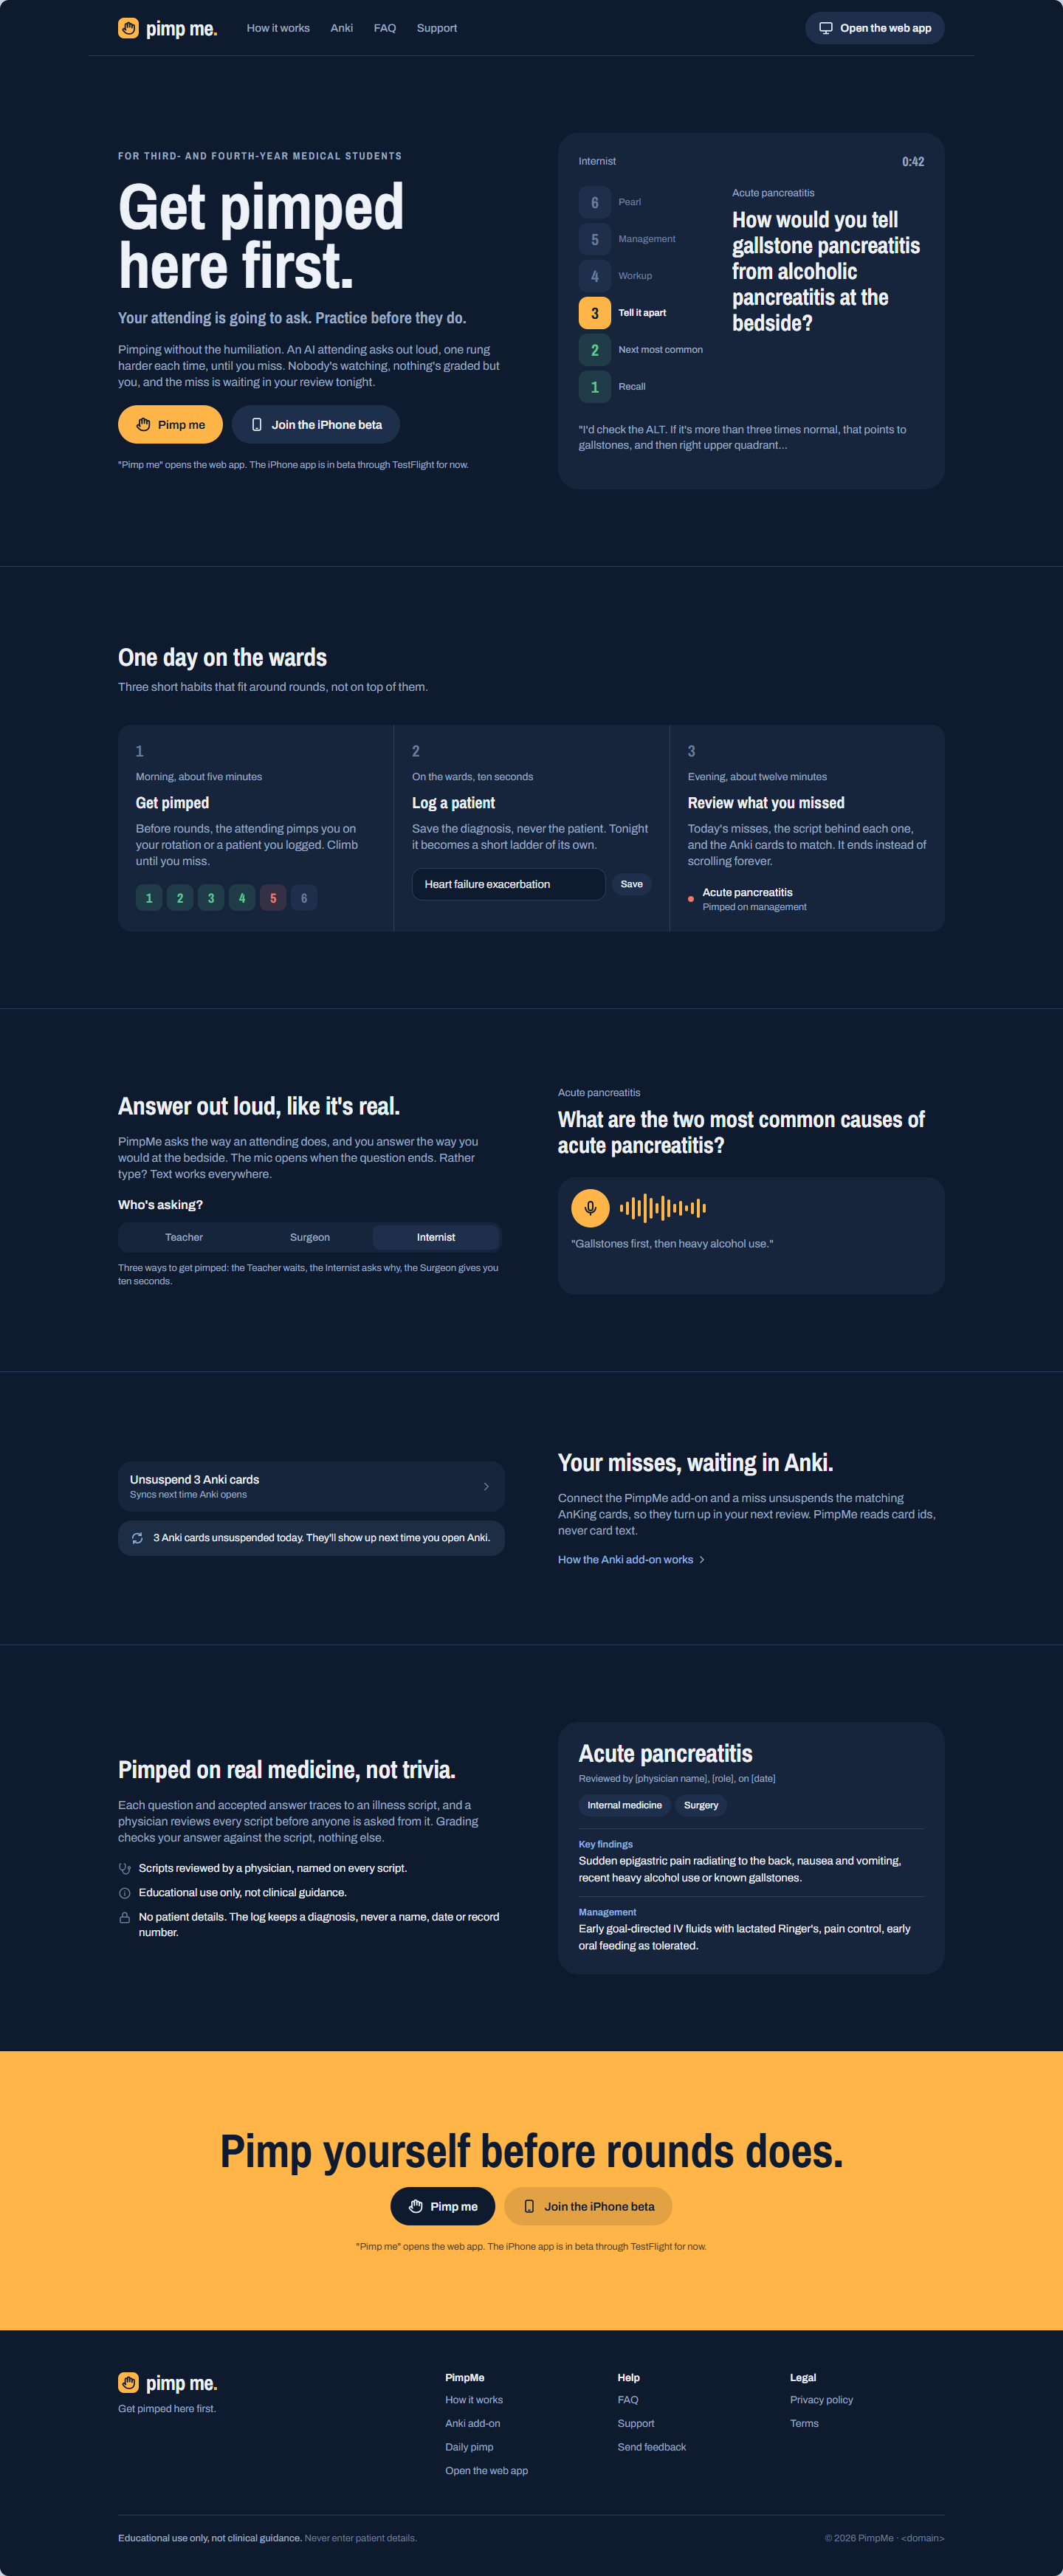 pimp me.
How it works
Anki
FAQ
Support
Open the web app
FOR THIRD- AND FOURTH-YEAR MEDICAL STUDENTS
Get pimped
here first.
Your attending is going to ask. Practice before they do.
Pimping without the humiliation. An AI attending asks out loud, one rung
harder each time, until you miss. Nobody's watching, nothing's graded but
you, and the miss is waiting in your review tonight.
Pimp me
Join the iPhone beta
"Pimp me" opens the web app. The iPhone app is in beta through TestFlight for now.
Internist
0:42
6 Pearl
5 Management
4 Workup
3 Tell it apart
2 Next most common
1 Recall
Acute pancreatitis
How would you tell
gallstone pancreatitis
from alcoholic
pancreatitis at the
bedside?
"I'd check the ALT. If it's more than three times normal, that points to
gallstones, and then right upper quadrant...
One day on the wards
Three short habits that fit around rounds, not on top of them.
1
Morning, about five minutes
Get pimped
Before rounds, the attending pimps you on
your rotation or a patient you logged. Climb
until you miss.
1 2 3 4 5 6
2
On the wards, ten seconds
Log a patient
Save the diagnosis, never the patient. Tonight
it becomes a short ladder of its own.
Heart failure exacerbation
Save
3
Evening, about twelve minutes
Review what you missed
Today's misses, the script behind each one,
and the Anki cards to match. It ends instead of
scrolling forever.
Acute pancreatitis
Pimped on management
Answer out loud, like it's real.
PimpMe asks the way an attending does, and you answer the way you
would at the bedside. The mic opens when the question ends. Rather
type? Text works everywhere.
Who's asking?
Teacher
Surgeon
Internist
Three ways to get pimped: the Teacher waits, the Internist asks why, the Surgeon gives you
ten seconds.
Acute pancreatitis
What are the two most common causes of
acute pancreatitis?
"Gallstones first, then heavy alcohol use."
Unsuspend 3 Anki cards
Syncs next time Anki opens
3 Anki cards unsuspended today. They'll show up next time you open Anki.
Your misses, waiting in Anki.
Connect the PimpMe add-on and a miss unsuspends the matching
AnKing cards, so they turn up in your next review. PimpMe reads card ids,
never card text.
How the Anki add-on works
Pimped on real medicine, not trivia.
Each question and accepted answer traces to an illness script, and a
physician reviews every script before anyone is asked from it. Grading
checks your answer against the script, nothing else.
Scripts reviewed by a physician, named on every script.
Educational use only, not clinical guidance.
No patient details. The log keeps a diagnosis, never a name, date or record
number.
Acute pancreatitis
Reviewed by [physician name], [role], on [date]
Internal medicine
Surgery
Key findings
Sudden epigastric pain radiating to the back, nausea and vomiting,
recent heavy alcohol use or known gallstones.
Management
Early goal-directed IV fluids with lactated Ringer's, pain control, early
oral feeding as tolerated.
Pimp yourself before rounds does.
Pimp me
Join the iPhone beta
"Pimp me" opens the web app. The iPhone app is in beta through TestFlight for now.
pimp me.
Get pimped here first.
PimpMe
How it works
Anki add-on
Daily pimp
Open the web app
Help
FAQ
Support
Send feedback
Legal
Privacy policy
Terms
Educational use only, not clinical guidance. Never enter patient details.
© 2026 PimpMe · <domain>